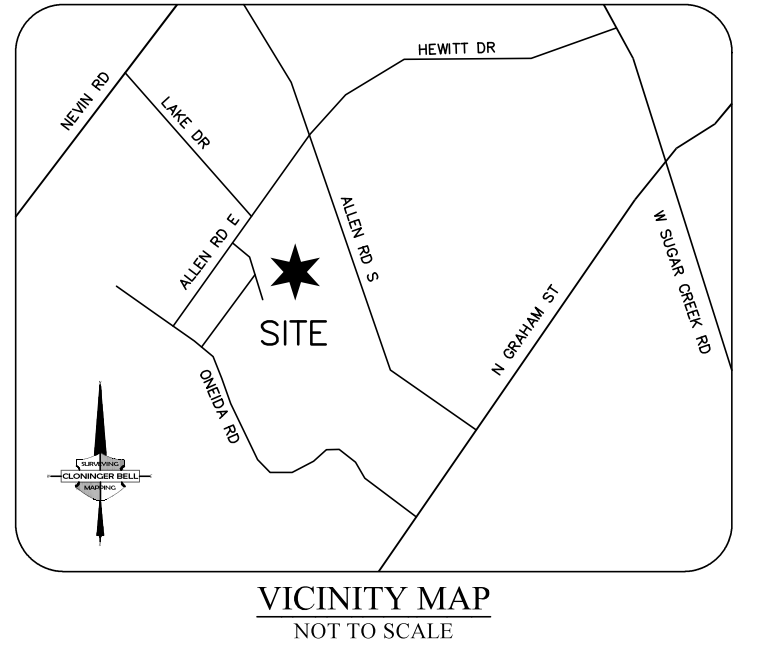 HEWITT DR
NEVIN RD
LAKE DR
ALLEN RD E
ALLEN RD S
W SUGAR CREEK RD
N GRAHAM ST
SITE
ONEIDA RD
SURVEYING
CLONINGER BELL
MAPPING
VICINITY MAP
NOT TO SCALE